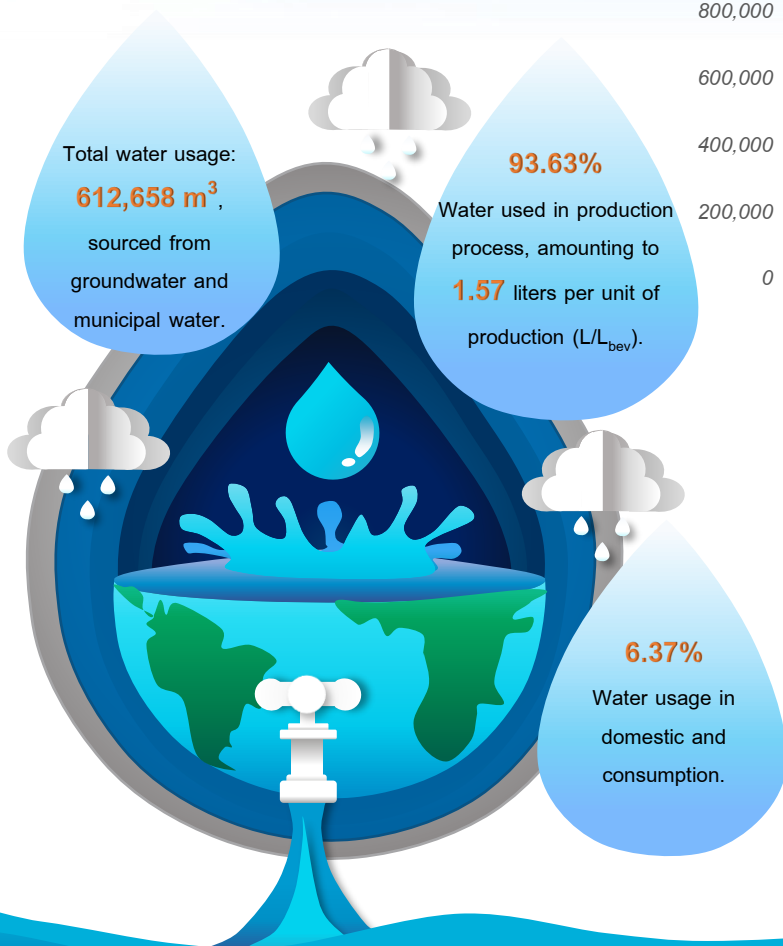 800,000
600,000
400,000
200,000
0
Total water usage:
612,658 m³,
sourced from
groundwater and
municipal water.
93.63%
Water used in production
process, amounting to
1.57 liters per unit of
production (L/Lbev).
6.37%
Water usage in
domestic and
consumption.